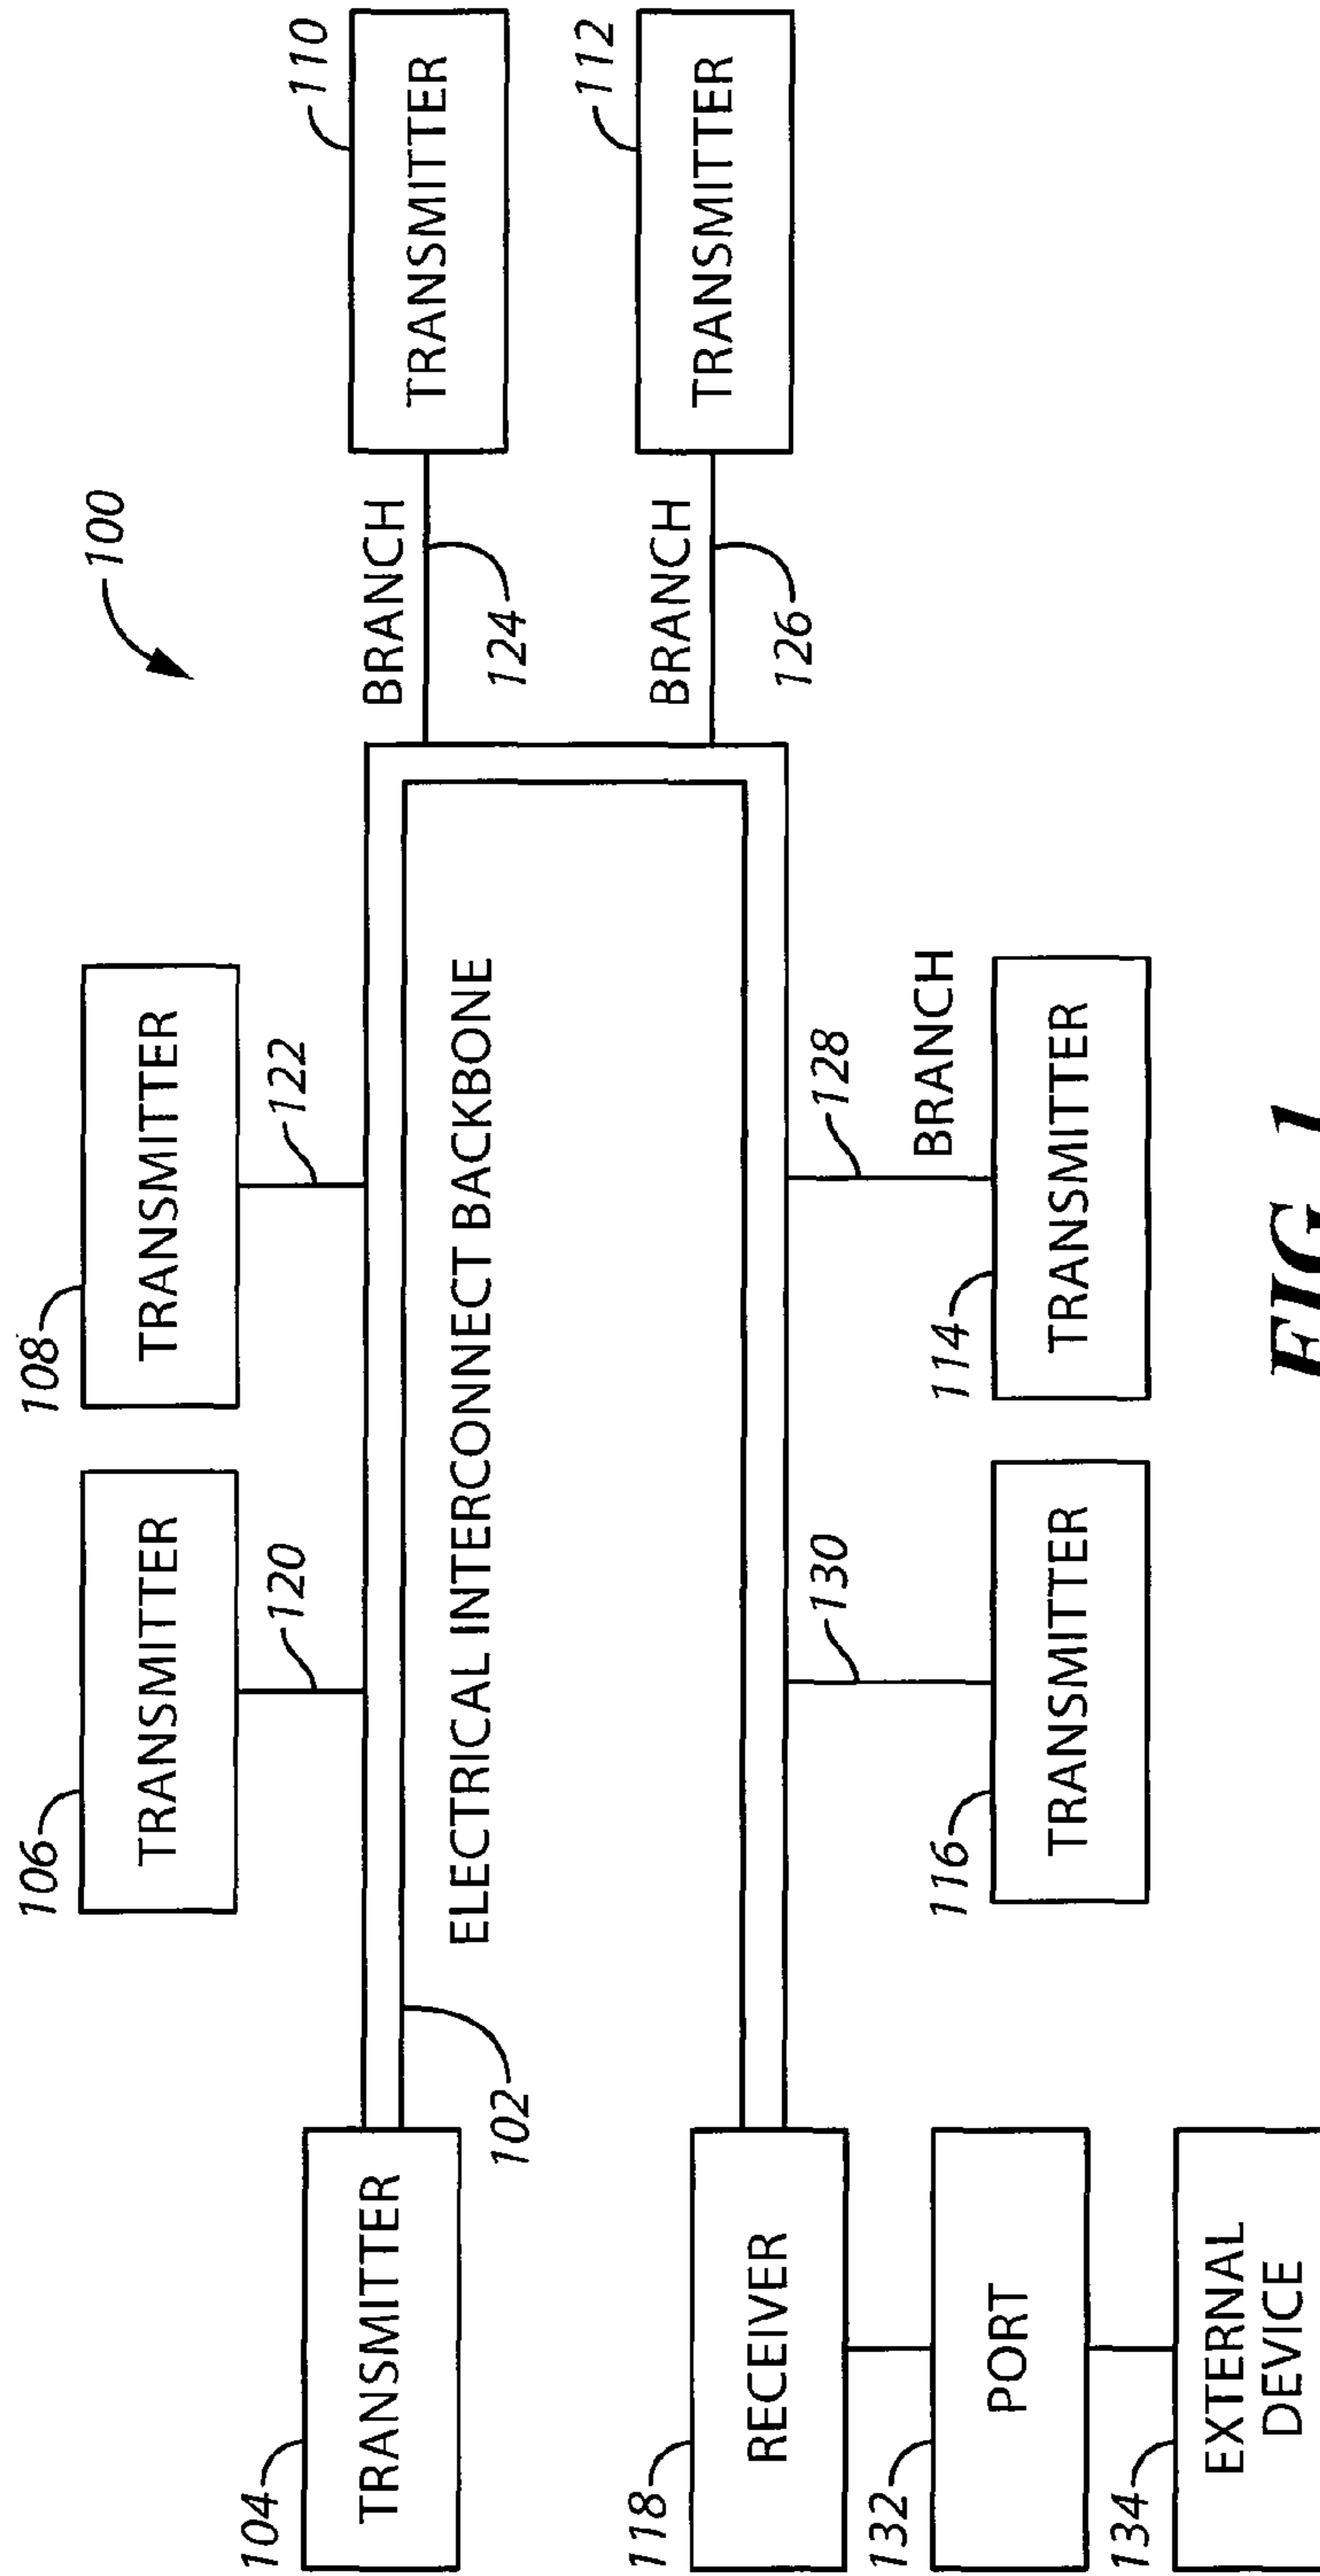 100
108
TRANSMITTER
122
106
TRANSMITTER
120
110
TRANSMITTER
BRANCH
124
104
TRANSMITTER
102
ELECTRICAL INTERCONNECT BACKBONE
112
TRANSMITTER
BRANCH
126
118
RECEIVER
128
BRANCH
130
114
TRANSMITTER
116
TRANSMITTER
132
PORT
134
EXTERNAL
DEVICE
FIG. 1